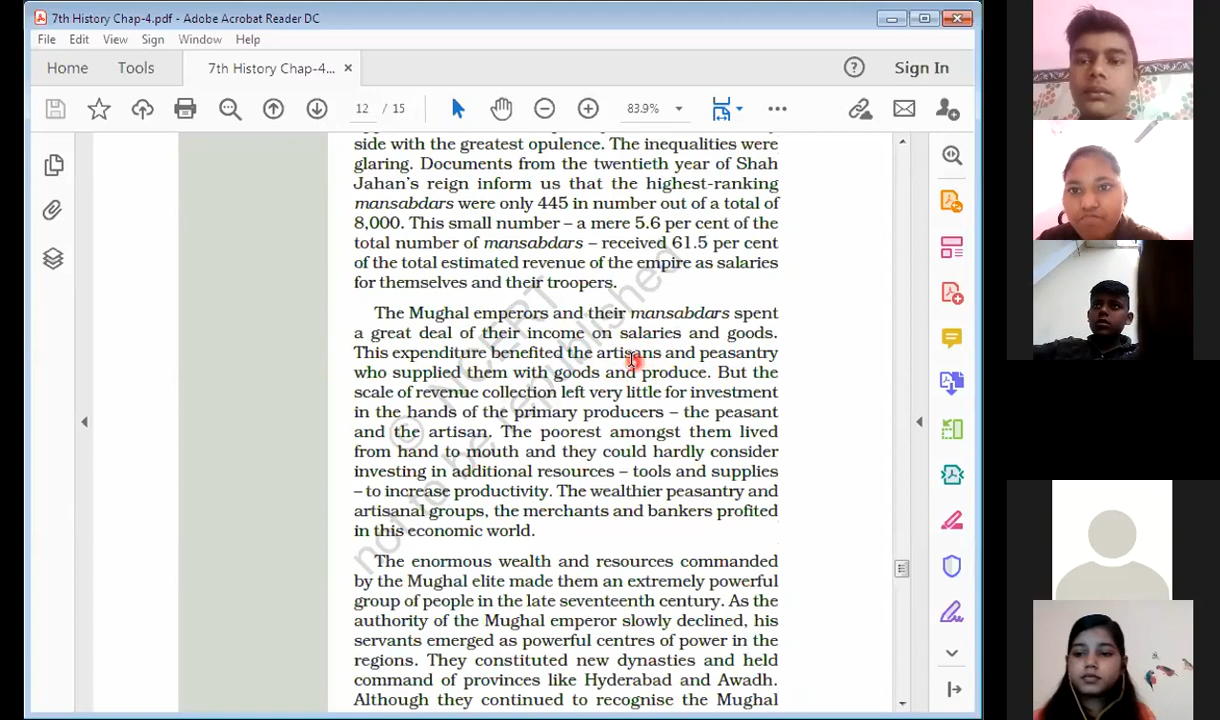 7th History Chap-4.pdf - Adobe Acrobat Reader DC
File Edit View Sign Window Help
Home Tools 7th History Chap-4... × Sign In
12 / 15 83.9%
side with the greatest opulence. The inequalities were
glaring. Documents from the twentieth year of Shah
Jahan's reign inform us that the highest-ranking
mansabdars were only 445 in number out of a total of
8,000. This small number – a mere 5.6 per cent of the
total number of mansabdars – received 61.5 per cent
of the total estimated revenue of the empire as salaries
for themselves and their troopers.
The Mughal emperors and their mansabdars spent
a great deal of their income on salaries and goods.
This expenditure benefited the artisans and peasantry
who supplied them with goods and produce. But the
scale of revenue collection left very little for investment
in the hands of the primary producers – the peasant
and the artisan. The poorest amongst them lived
from hand to mouth and they could hardly consider
investing in additional resources – tools and supplies
– to increase productivity. The wealthier peasantry and
artisanal groups, the merchants and bankers profited
in this economic world.
The enormous wealth and resources commanded
by the Mughal elite made them an extremely powerful
group of people in the late seventeenth century. As the
authority of the Mughal emperor slowly declined, his
servants emerged as powerful centres of power in the
regions. They constituted new dynasties and held
command of provinces like Hyderabad and Awadh.
Although they continued to recognise the Mughal
© NCERT
not to be republished